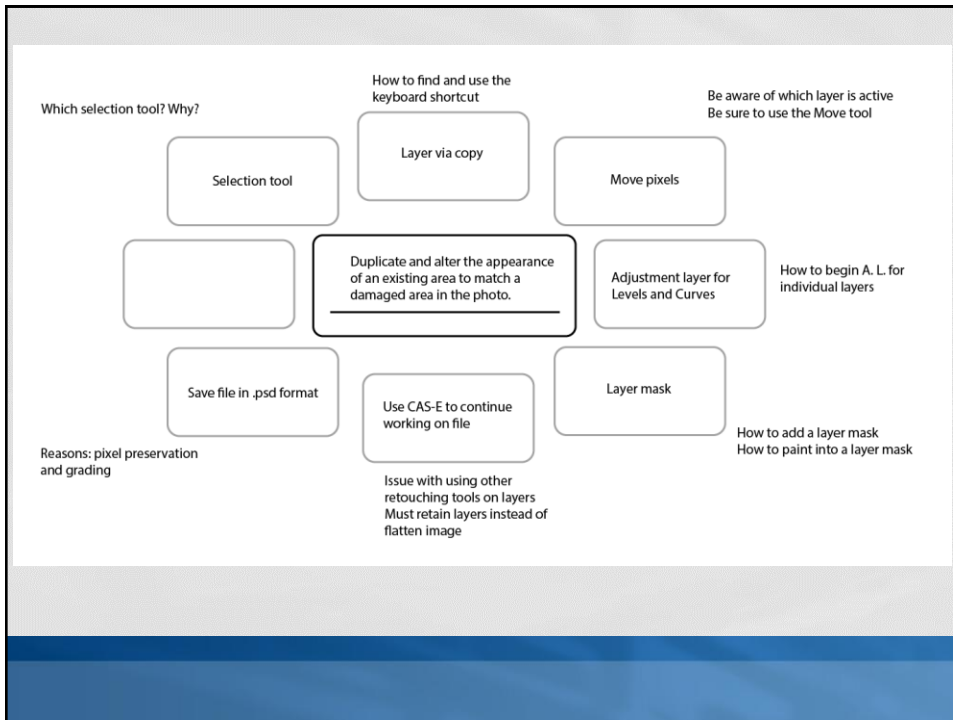 Which selection tool? Why?
Selection tool
How to find and use the
keyboard shortcut
Layer via copy
Be aware of which layer is active
Be sure to use the Move tool
Move pixels
Duplicate and alter the appearance
of an existing area to match a
damaged area in the photo.
Adjustment layer for
Levels and Curves
How to begin A. L. for
individual layers
Layer mask
How to add a layer mask
How to paint into a layer mask
Use CAS-E to continue
working on file
Issue with using other
retouching tools on layers
Must retain layers instead of
flatten image
Save file in .psd format
Reasons: pixel preservation
and grading